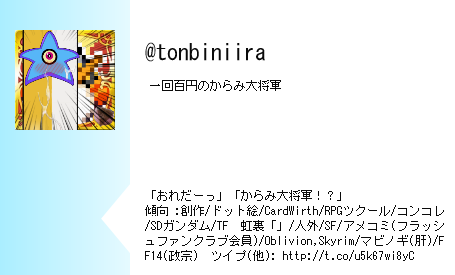 @tonbiniira
一回百円のからみ大将軍
「おれだーっ」「からみ大将軍！？」
傾向：創作/ドット絵/CardWirth/RPGツクール/コンコレ
/SDガンダム/TF　虹裏「」/人外/SF/アメコミ(フラッシ
ュファンクラブ会員)/Oblivion,Skyrim/マビノギ(肝)/F
F14(政宗)　ツイプ(他): http://t.co/u5k67wi8yC